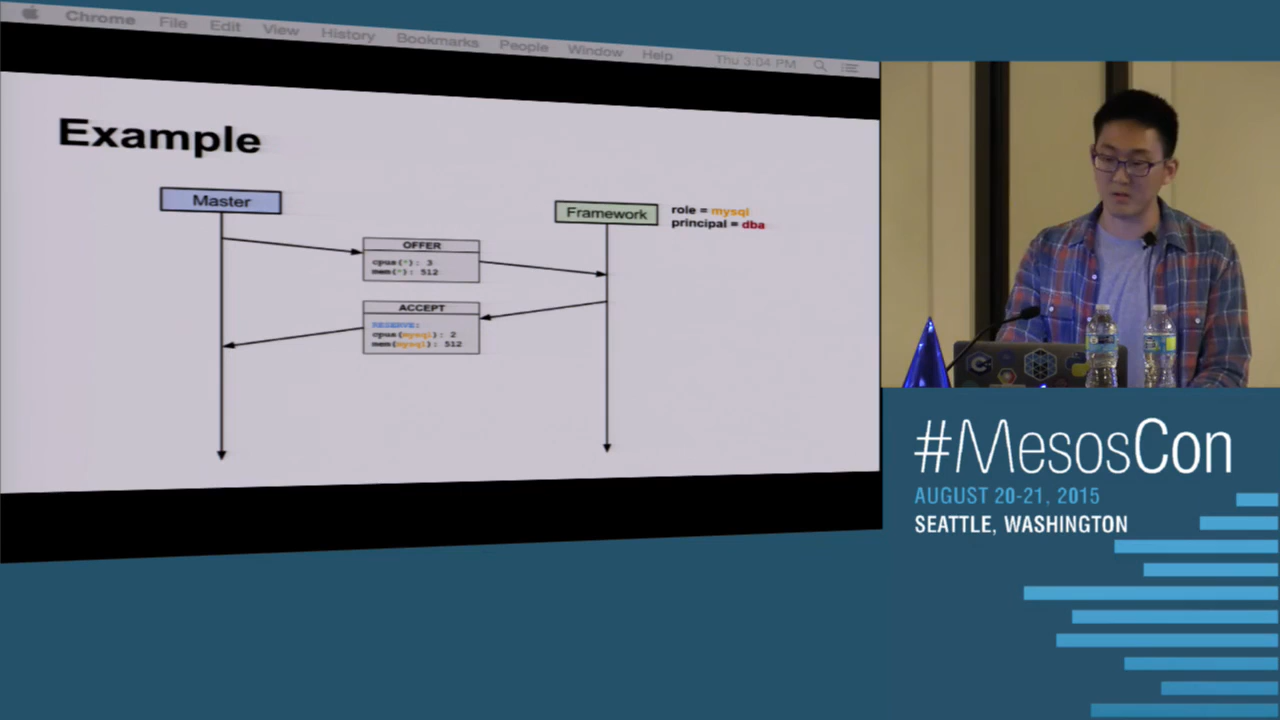 Chrome File Edit View History Bookmarks People Window Help Thu 3:04 PM
Example
Master
Framework
role = mysql
principal = dba
OFFER
cpus(*): 3
mem(*): 512
ACCEPT
RESERVE:
cpus(mysql): 2
mem(mysql): 512
#MesosCon
AUGUST 20-21, 2015
SEATTLE, WASHINGTON